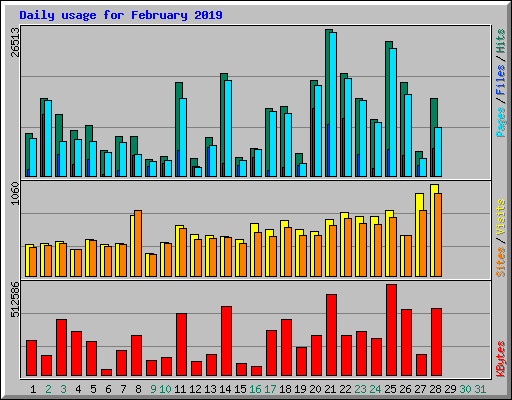 Daily usage for February 2019
26513
Pages / Files / Hits
1060
Sites / Visits
512586
KBytes
1 2 3 4 5 6 7 8 9 10 11 12 13 14 15 16 17 18 19 20 21 22 23 24 25 26 27 28 29 30 31